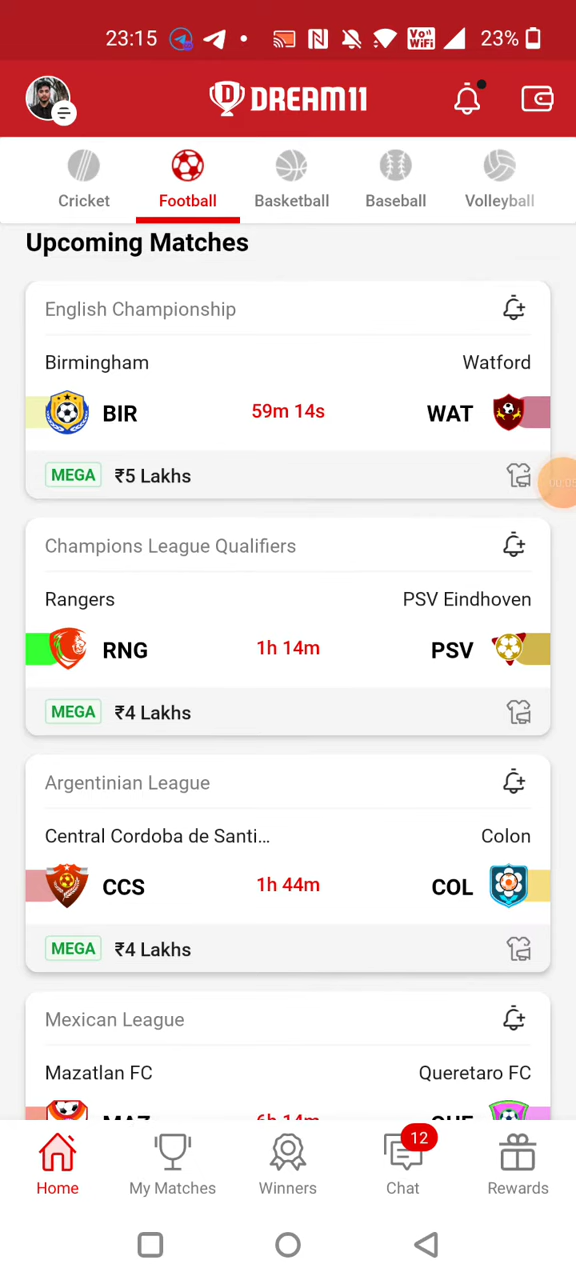 23:15 Vo)) WiFi 23%
DREAM11
Cricket Football Basketball Baseball Volleyball
Upcoming Matches
English Championship
Birmingham Watford
BIR 59m 14s WAT
MEGA ₹5 Lakhs
Champions League Qualifiers
Rangers PSV Eindhoven
RNG 1h 14m PSV
MEGA ₹4 Lakhs
Argentinian League
Central Cordoba de Santi... Colon
CCS 1h 44m COL
MEGA ₹4 Lakhs
Mexican League
Mazatlan FC Queretaro FC
12
Home My Matches Winners Chat Rewards